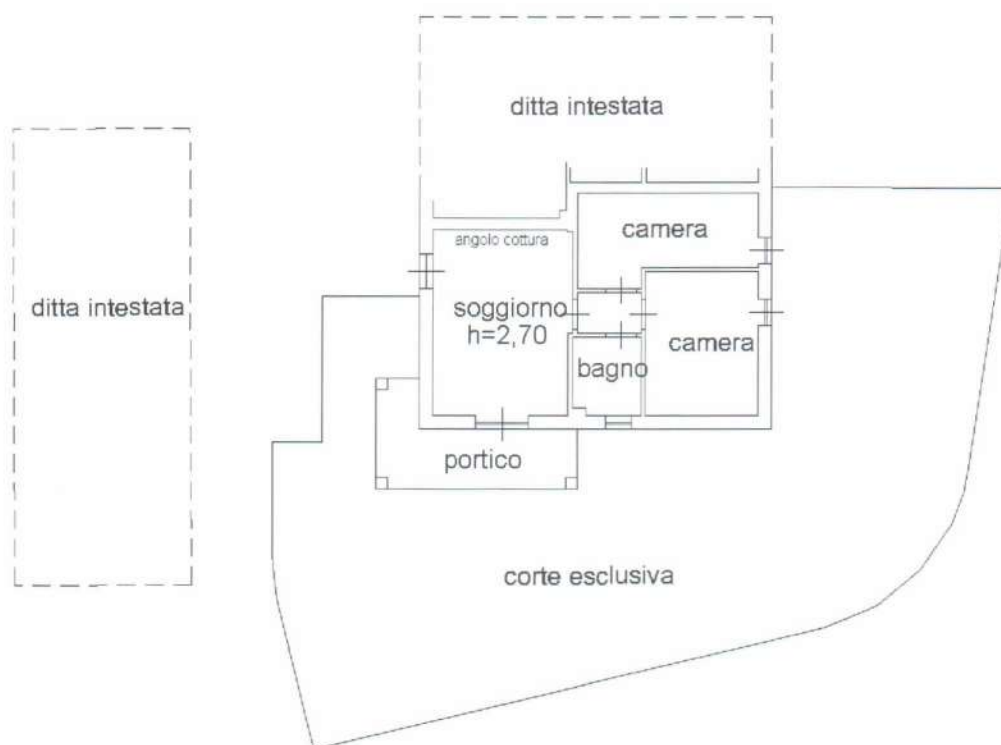 ditta intestata
ditta intestata
camera
angolo cottura
soggiorno
h=2,70
camera
bagno
portico
corte esclusiva